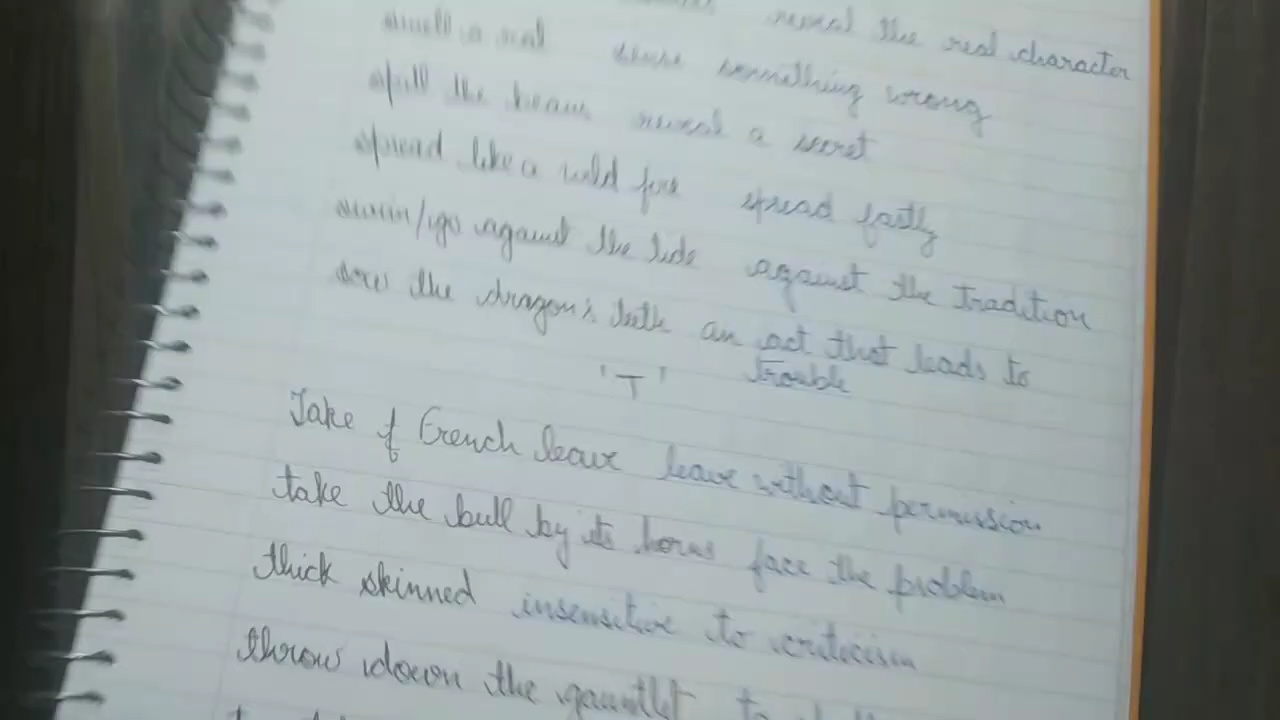 reveal the real character
smell a rat sense something wrong
spill the beans reveal a secret
spread like a wild fire spread fastly
swim/go against the tide against the tradition
sow the dragon's teeth an act that leads to
trouble
'T'
Take French leave leave without permission
take the bull by its horns face the problem
thick skinned insensitive to criticism
throw down the gauntlet to